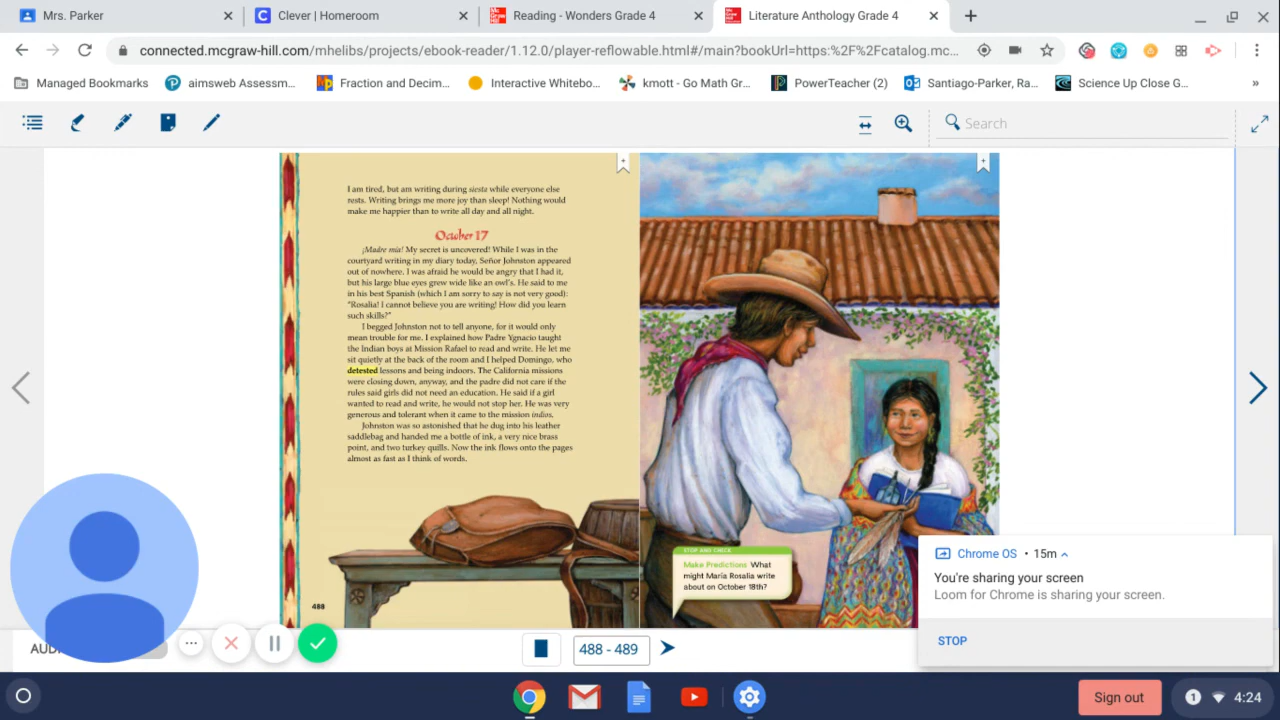 Mrs. Parker
Clever | Homeroom
Reading - Wonders Grade 4
Literature Anthology Grade 4
connected.mcgraw-hill.com/mhelibs/projects/ebook-reader/1.12.0/player-reflowable.html#/main?bookUrl=https:%2F%2Fcatalog.mc...
Managed Bookmarks
aimsweb Assessm...
Fraction and Decim...
Interactive Whitebo...
kmott - Go Math Gr...
PowerTeacher (2)
Santiago-Parker, Ra...
Science Up Close G...
»
Search
I am tired, but am writing during siesta while everyone else
rests. Writing brings me more joy than sleep! Nothing would
make me happier than to write all day and all night.
October 17
¡Madre mía! My secret is uncovered! While I was in the
courtyard writing in my diary today, Señor Johnston appeared
out of nowhere. I was afraid he would be angry that I had it,
but his large blue eyes grew wide like an owl's. He said to me
in his best Spanish (which I am sorry to say is not very good):
"Rosalia! I cannot believe you are writing! How did you learn
such skills?"
I begged Johnston not to tell anyone, for it would only
mean trouble for me. I explained how Padre Ygnacio taught
the Indian boys at Mission Rafael to read and write. He let me
sit quietly at the back of the room and I helped Domingo, who
detested lessons and being indoors. The California missions
were closing down, anyway, and the padre did not care if the
rules said girls did not need an education. He said if a girl
wanted to read and write, he would not stop her. He was very
generous and tolerant when it came to the mission indios.
Johnston was so astonished that he dug into his leather
saddlebag and handed me a bottle of ink, a very nice brass
point, and two turkey quills. Now the ink flows onto the pages
almost as fast as I think of words.
488
STOP AND CHECK
Make Predictions What
might María Rosalia write
about on October 18th?
Chrome OS • 15m
You're sharing your screen
Loom for Chrome is sharing your screen.
STOP
488 - 489
Sign out
1
4:24